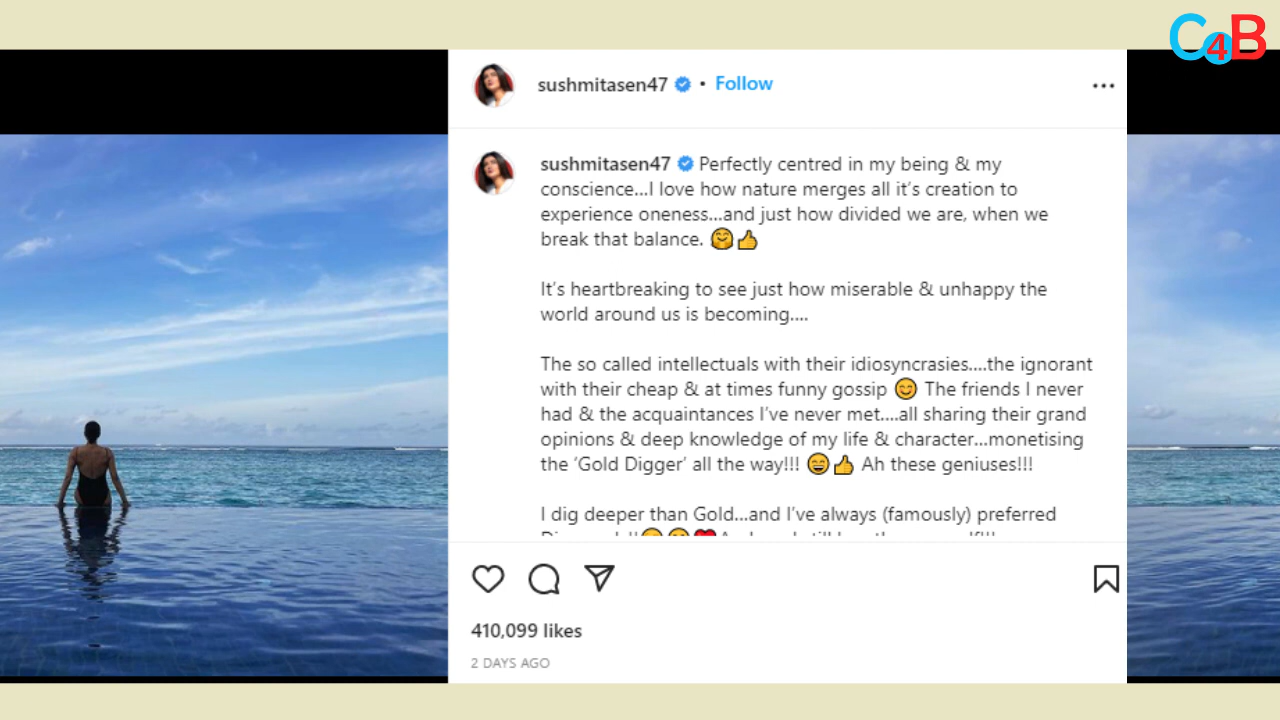 C4B
sushmitasen47 • Follow
sushmitasen47 Perfectly centred in my being & my
conscience...I love how nature merges all it's creation to
experience oneness...and just how divided we are, when we
break that balance. 🤗👍
It's heartbreaking to see just how miserable & unhappy the
world around us is becoming....
The so called intellectuals with their idiosyncrasies....the ignorant
with their cheap & at times funny gossip 😊 The friends I never
had & the acquaintances I've never met....all sharing their grand
opinions & deep knowledge of my life & character...monetising
the 'Gold Digger' all the way!!! 😄👍 Ah these geniuses!!!
I dig deeper than Gold...and I've always (famously) preferred
410,099 likes
2 DAYS AGO